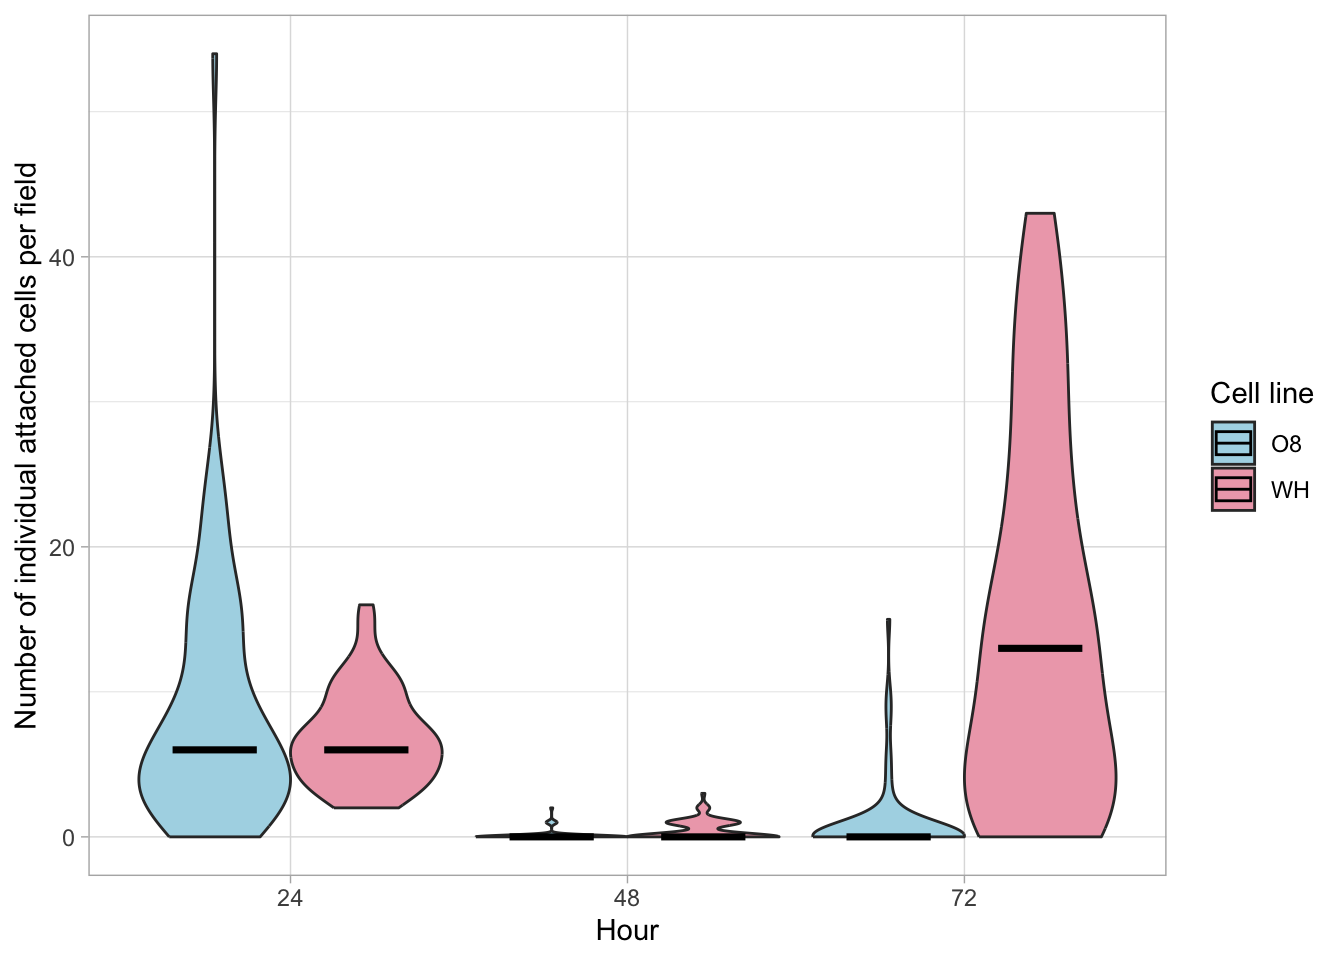 Number of individual attached cells per field
40
20
0
24
48
72
Hour
Cell line
O8
WH